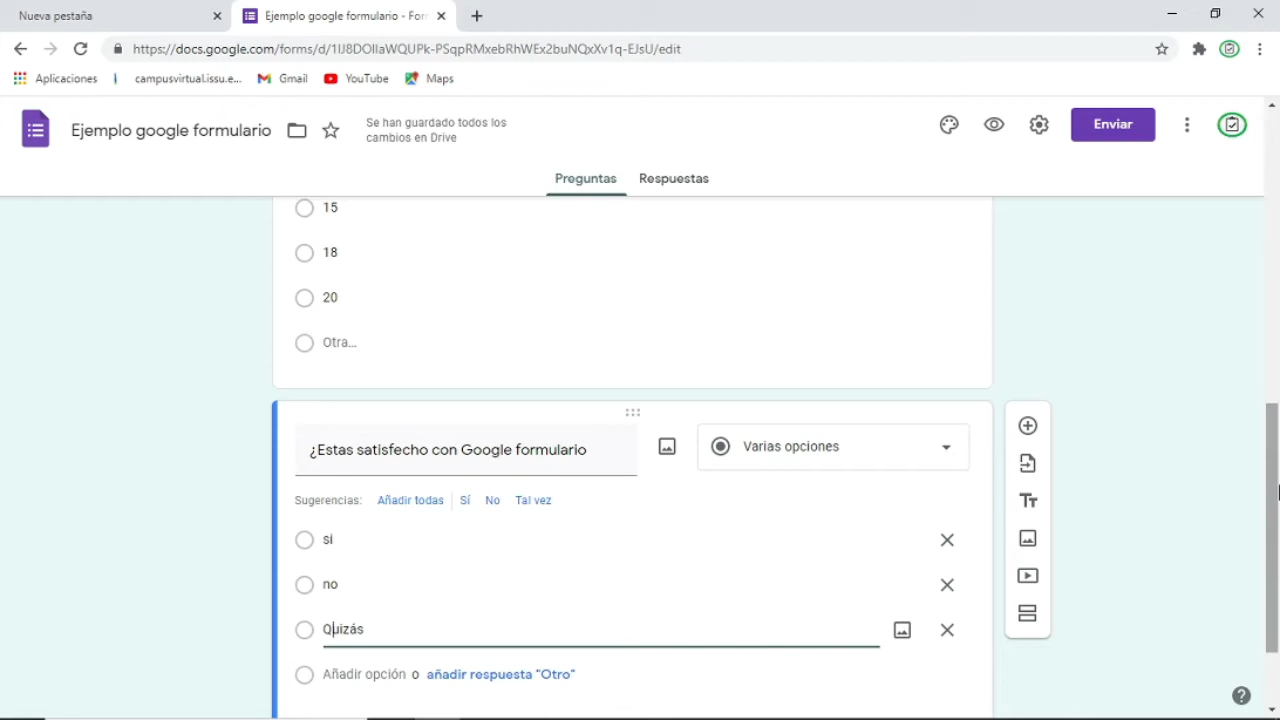 Nueva pestaña
Ejemplo google formulario - For
https://docs.google.com/forms/d/1IJ8DOIlaWQUPk-PSqpRMxebRhWEx2buNQxXv1q-EJsU/edit
Aplicaciones campusvirtual.issu.e... Gmail YouTube Maps
Ejemplo google formulario
Se han guardado todos los
cambios en Drive
Enviar
Preguntas Respuestas
15
18
20
Otra...
¿Estas satisfecho con Google formulario
Varias opciones
Sugerencias: Añadir todas Sí No Tal vez
si
no
Quizás
Añadir opción o añadir respuesta "Otro"